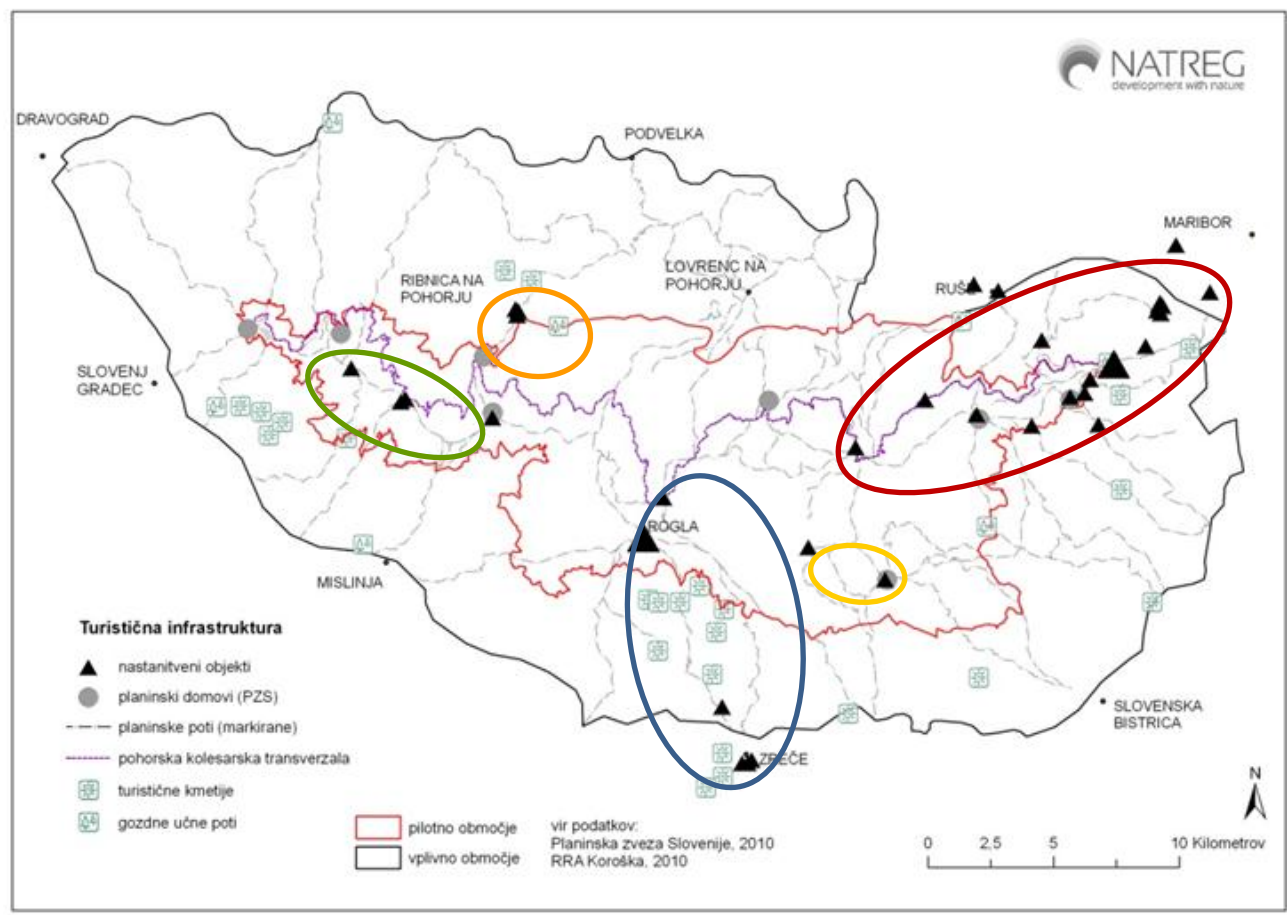 NATREG
development with nature
DRAVOGRAD
PODVELKA
MARIBOR
RIBNICA NA
POHORJU
LOVRENC NA
POHORJU
RUŠE
SLOVENJ
GRADEC
ROGLA
MISLINJA
SLOVENSKA
BISTRICA
ZREČE
Turistična infrastruktura
nastanitveni objekti
planinski domovi (PZS)
planinske poti (markirane)
pohorska kolesarska transverzala
turistične kmetije
gozdne učne poti
pilotno območje
vplivno območje
vir podatkov:
Planinska zveza Slovenije, 2010
RRA Koroška, 2010
N
0 2,5 5 10 Kilometrov